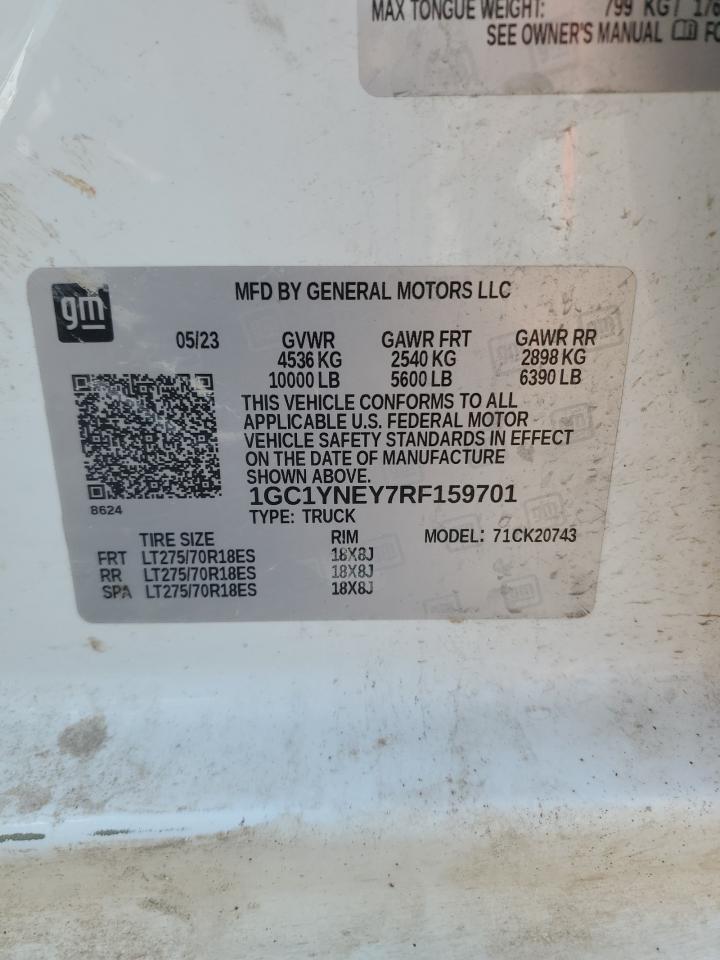 MAX TONGUE WEIGHT: 799 KG
SEE OWNER'S MANUAL
gm
MFD BY GENERAL MOTORS LLC
05/23 GVWR GAWR FRT GAWR RR
4536 KG 2540 KG 2898 KG
10000 LB 5600 LB 6390 LB
THIS VEHICLE CONFORMS TO ALL
APPLICABLE U.S. FEDERAL MOTOR
VEHICLE SAFETY STANDARDS IN EFFECT
ON THE DATE OF MANUFACTURE
SHOWN ABOVE.
8624
1GC1YNEY7RF159701
TYPE: TRUCK
TIRE SIZE RIM MODEL: 71CK20743
FRT LT275/70R18ES 18X8J
RR LT275/70R18ES 18X8J
SPA LT275/70R18ES 18X8J